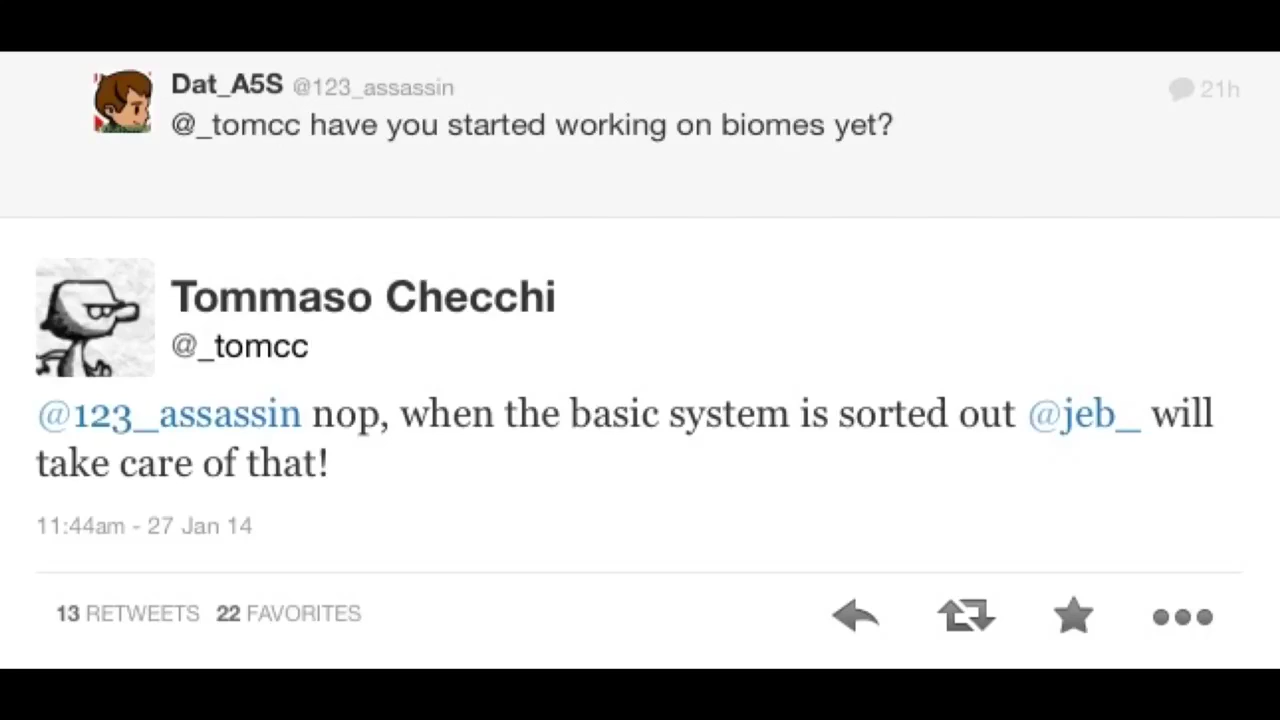 Dat_A5S @123_assassin 21h
@_tomcc have you started working on biomes yet?
Tommaso Checchi
@_tomcc
@123_assassin nop, when the basic system is sorted out @jeb_ will
take care of that!
11:44am - 27 Jan 14
13 RETWEETS 22 FAVORITES